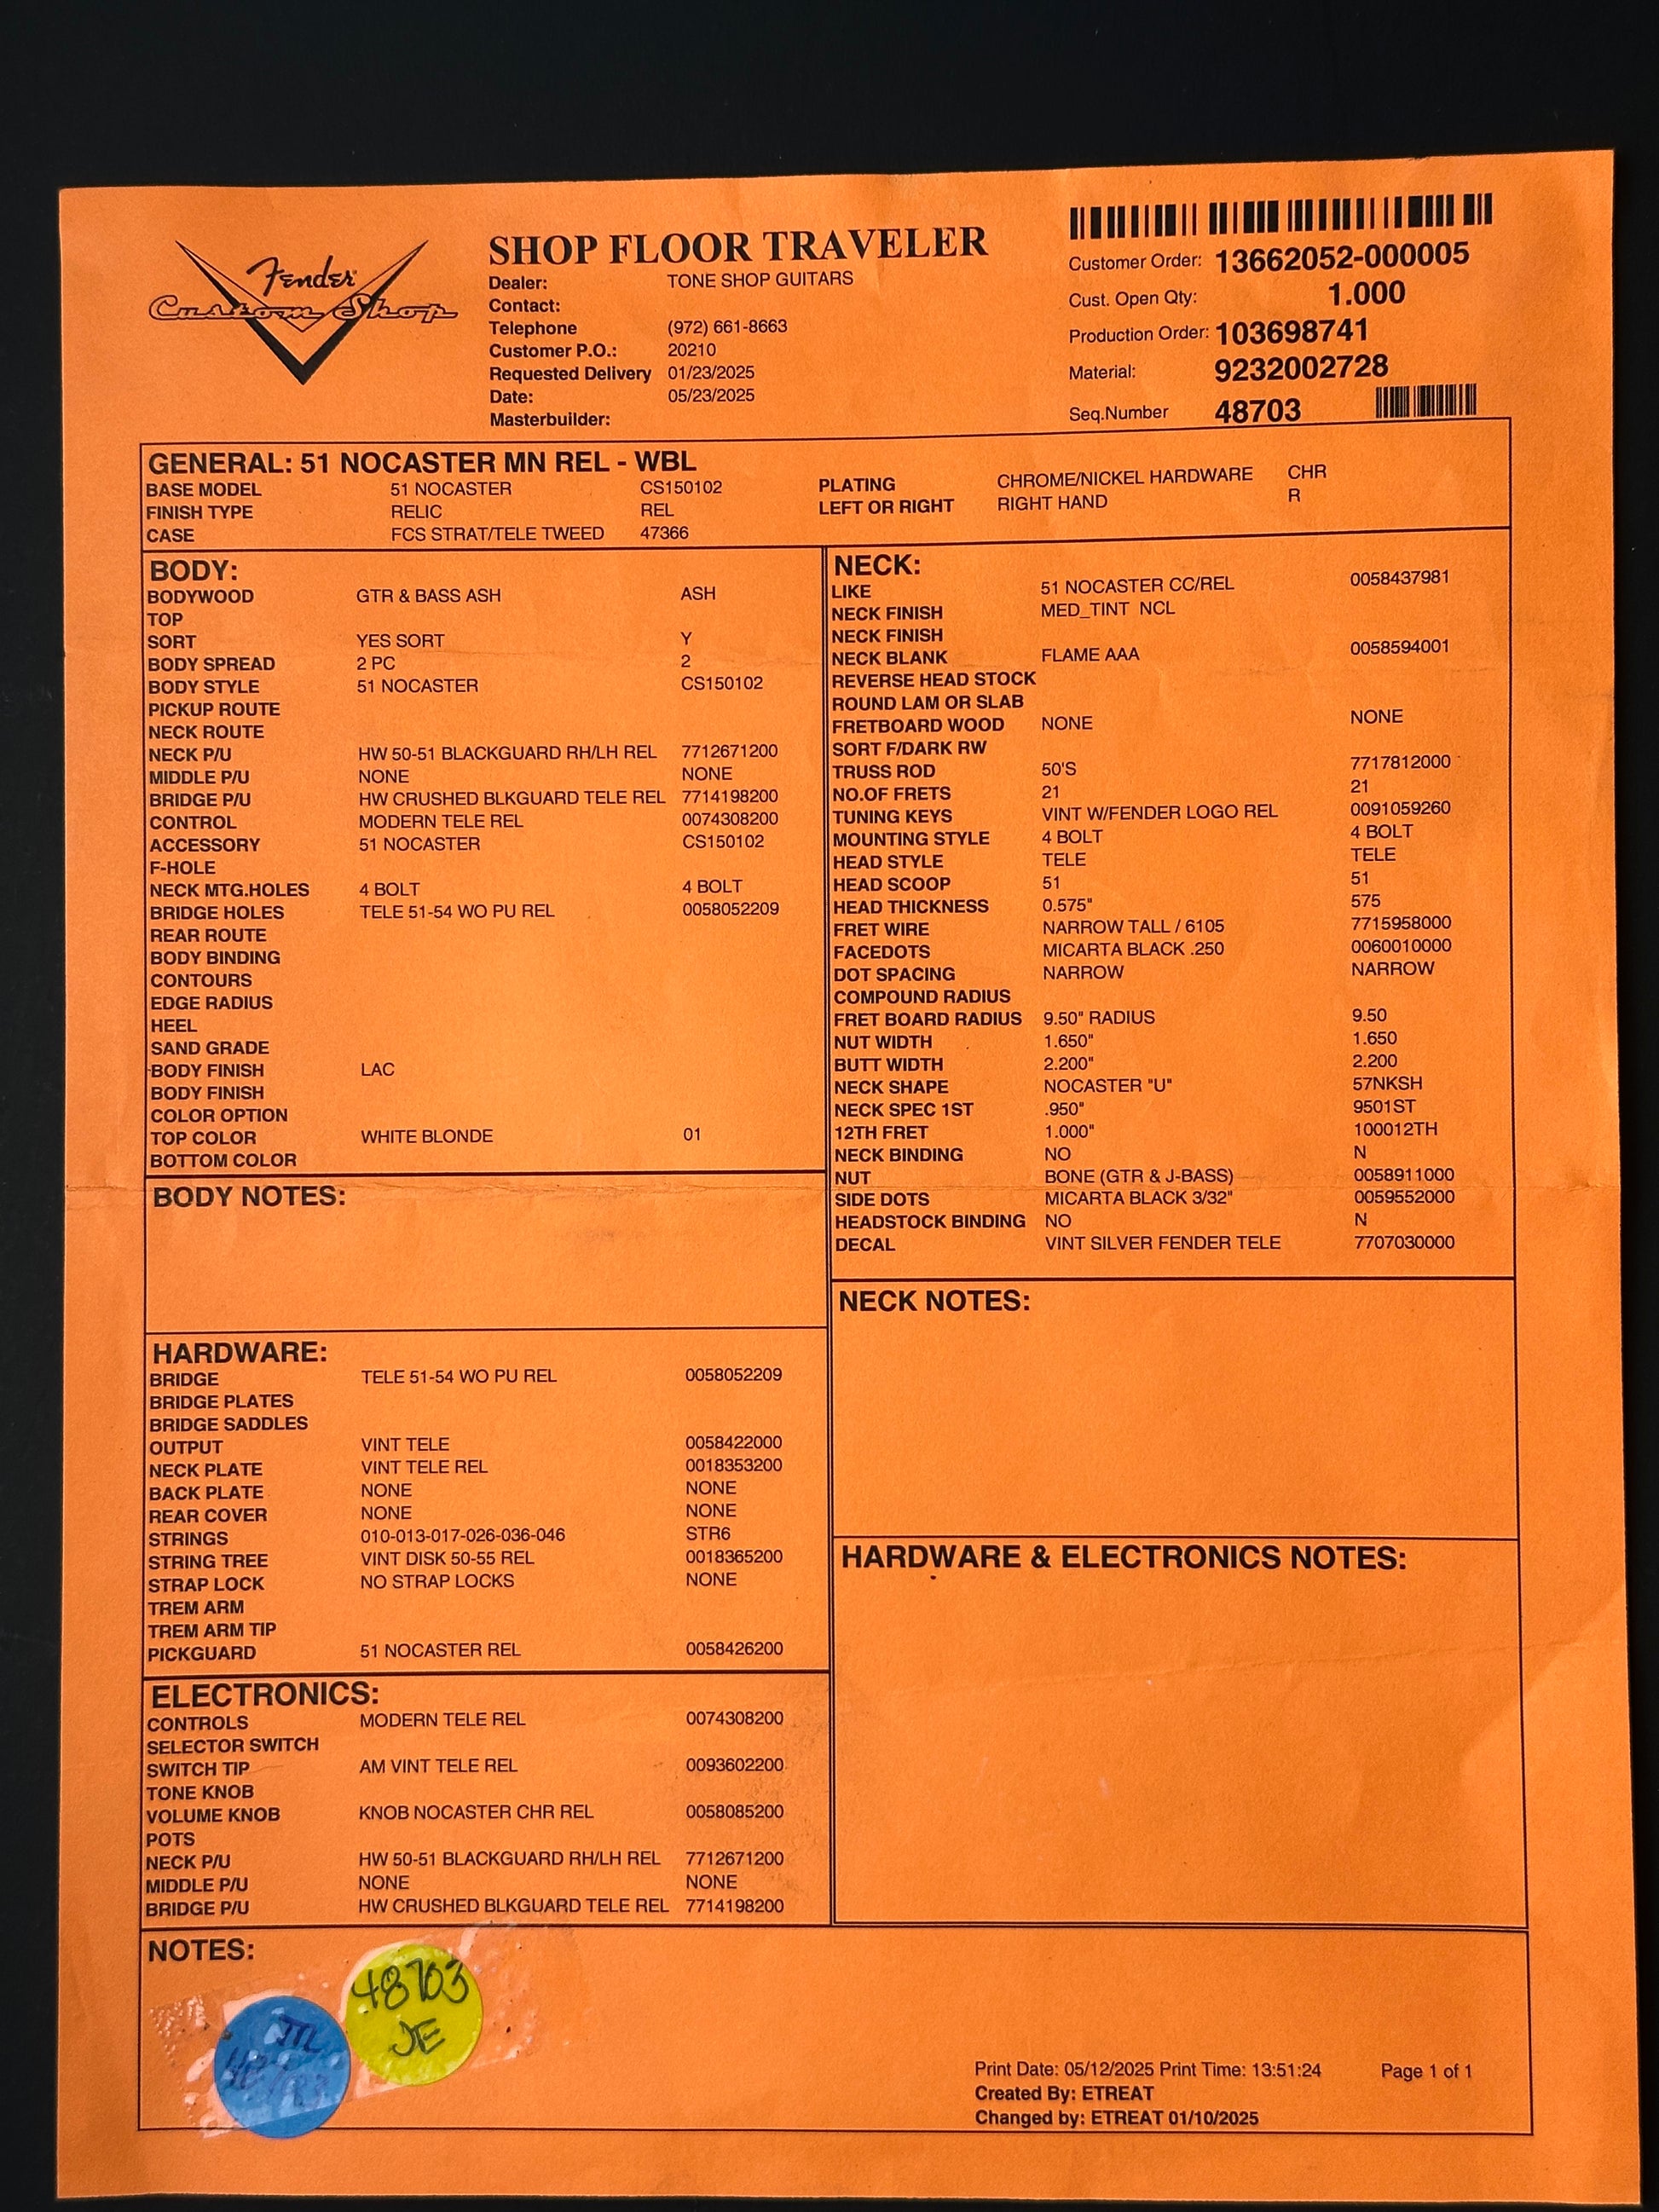 Fender
Custom Shop
SHOP FLOOR TRAVELER
Dealer: TONE SHOP GUITARS
Contact:
Telephone (972) 661-8663
Customer P.O.: 20210
Requested Delivery 01/23/2025
Date: 05/23/2025
Masterbuilder:
Customer Order: 13662052-000005
Cust. Open Qty: 1.000
Production Order: 103698741
Material: 9232002728
Seq.Number 48703
GENERAL: 51 NOCASTER MN REL - WBL
BASE MODEL 51 NOCASTER CS150102
FINISH TYPE RELIC REL
CASE FCS STRAT/TELE TWEED 47366
PLATING CHROME/NICKEL HARDWARE CHR
LEFT OR RIGHT RIGHT HAND R
BODY:
BODYWOOD GTR & BASS ASH ASH
TOP
SORT YES SORT Y
BODY SPREAD 2 PC 2
BODY STYLE 51 NOCASTER CS150102
PICKUP ROUTE
NECK ROUTE
NECK P/U HW 50-51 BLACKGUARD RH/LH REL 7712671200
MIDDLE P/U NONE NONE
BRIDGE P/U HW CRUSHED BLKGUARD TELE REL 7714198200
CONTROL MODERN TELE REL 0074308200
ACCESSORY 51 NOCASTER CS150102
F-HOLE
NECK MTG.HOLES 4 BOLT 4 BOLT
BRIDGE HOLES TELE 51-54 WO PU REL 0058052209
REAR ROUTE
BODY BINDING
CONTOURS
EDGE RADIUS
HEEL
SAND GRADE
BODY FINISH LAC
BODY FINISH
COLOR OPTION
TOP COLOR WHITE BLONDE 01
BOTTOM COLOR
BODY NOTES:
HARDWARE:
BRIDGE TELE 51-54 WO PU REL 0058052209
BRIDGE PLATES
BRIDGE SADDLES
OUTPUT VINT TELE 0058422000
NECK PLATE VINT TELE REL 0018353200
BACK PLATE NONE NONE
REAR COVER NONE NONE
STRINGS 010-013-017-026-036-046 STR6
STRING TREE VINT DISK 50-55 REL 0018365200
STRAP LOCK NO STRAP LOCKS NONE
TREM ARM
TREM ARM TIP
PICKGUARD 51 NOCASTER REL 0058426200
ELECTRONICS:
CONTROLS MODERN TELE REL 0074308200
SELECTOR SWITCH
SWITCH TIP AM VINT TELE REL 0093602200
TONE KNOB
VOLUME KNOB KNOB NOCASTER CHR REL 0058085200
POTS
NECK P/U HW 50-51 BLACKGUARD RH/LH REL 7712671200
MIDDLE P/U NONE NONE
BRIDGE P/U HW CRUSHED BLKGUARD TELE REL 7714198200
NECK:
LIKE 51 NOCASTER CC/REL 0058437981
NECK FINISH MED_TINT NCL
NECK FINISH
NECK BLANK FLAME AAA 0058594001
REVERSE HEAD STOCK
ROUND LAM OR SLAB
FRETBOARD WOOD NONE NONE
SORT F/DARK RW
TRUSS ROD 50'S 7717812000
NO.OF FRETS 21 21
TUNING KEYS VINT W/FENDER LOGO REL 0091059260
MOUNTING STYLE 4 BOLT 4 BOLT
HEAD STYLE TELE TELE
HEAD SCOOP 51 51
HEAD THICKNESS 0.575" 575
FRET WIRE NARROW TALL / 6105 7715958000
FACEDOTS MICARTA BLACK .250 0060010000
DOT SPACING NARROW NARROW
COMPOUND RADIUS
FRET BOARD RADIUS 9.50" RADIUS 9.50
NUT WIDTH 1.650" 1.650
BUTT WIDTH 2.200" 2.200
NECK SHAPE NOCASTER "U" 57NKSH
NECK SPEC 1ST .950" 9501ST
12TH FRET 1.000" 100012TH
NECK BINDING NO N
NUT BONE (GTR & J-BASS) 0058911000
SIDE DOTS MICARTA BLACK 3/32" 0059552000
HEADSTOCK BINDING NO N
DECAL VINT SILVER FENDER TELE 7707030000
NECK NOTES:
HARDWARE & ELECTRONICS NOTES:
NOTES:
48703
JE
Print Date: 05/12/2025 Print Time: 13:51:24 Page 1 of 1
Created By: ETREAT
Changed by: ETREAT 01/10/2025